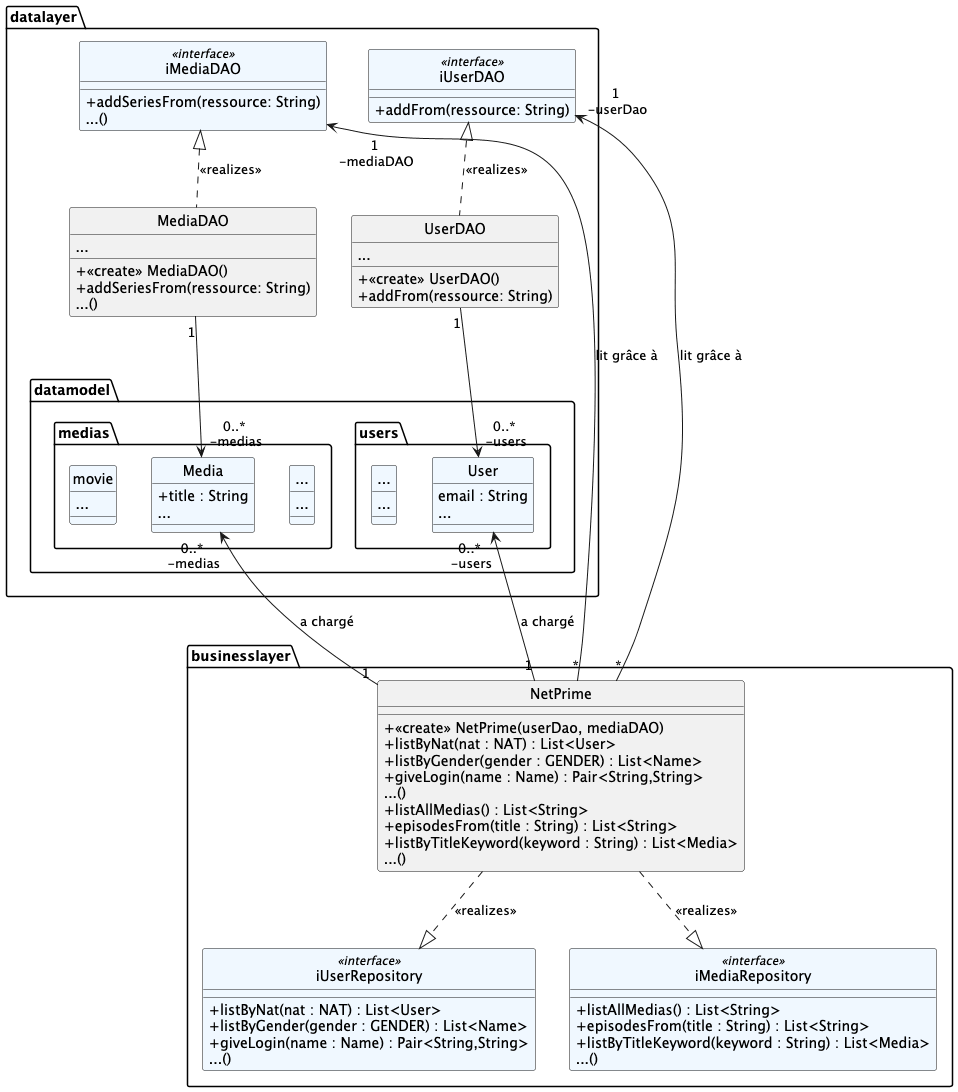 datalayer
«interface»
iMediaDAO
+addSeriesFrom(ressource: String)
...()
«interface»
iUserDAO
+addFrom(ressource: String)
1
-userDao
1
-mediaDAO
«realizes»
«realizes»
MediaDAO
...
+«create» MediaDAO()
+addSeriesFrom(ressource: String)
...()
UserDAO
...
+«create» UserDAO()
+addFrom(ressource: String)
1
1
lit grâce à
lit grâce à
datamodel
medias
0..*
-medias
movie
...
Media
+title : String
...
...
...
users
0..*
-users
...
...
User
email : String
...
0..*
-medias
0..*
-users
a chargé
a chargé
businesslayer
1
1
*
*
NetPrime
+«create» NetPrime(userDao, mediaDAO)
+listByNat(nat : NAT) : List<User>
+listByGender(gender : GENDER) : List<Name>
+giveLogin(name : Name) : Pair<String,String>
...()
+listAllMedias() : List<String>
+episodesFrom(title : String) : List<String>
+listByTitleKeyword(keyword : String) : List<Media>
...()
«realizes»
«realizes»
«interface»
iUserRepository
+listByNat(nat : NAT) : List<User>
+listByGender(gender : GENDER) : List<Name>
+giveLogin(name : Name) : Pair<String,String>
...()
«interface»
iMediaRepository
+listAllMedias() : List<String>
+episodesFrom(title : String) : List<String>
+listByTitleKeyword(keyword : String) : List<Media>
...()